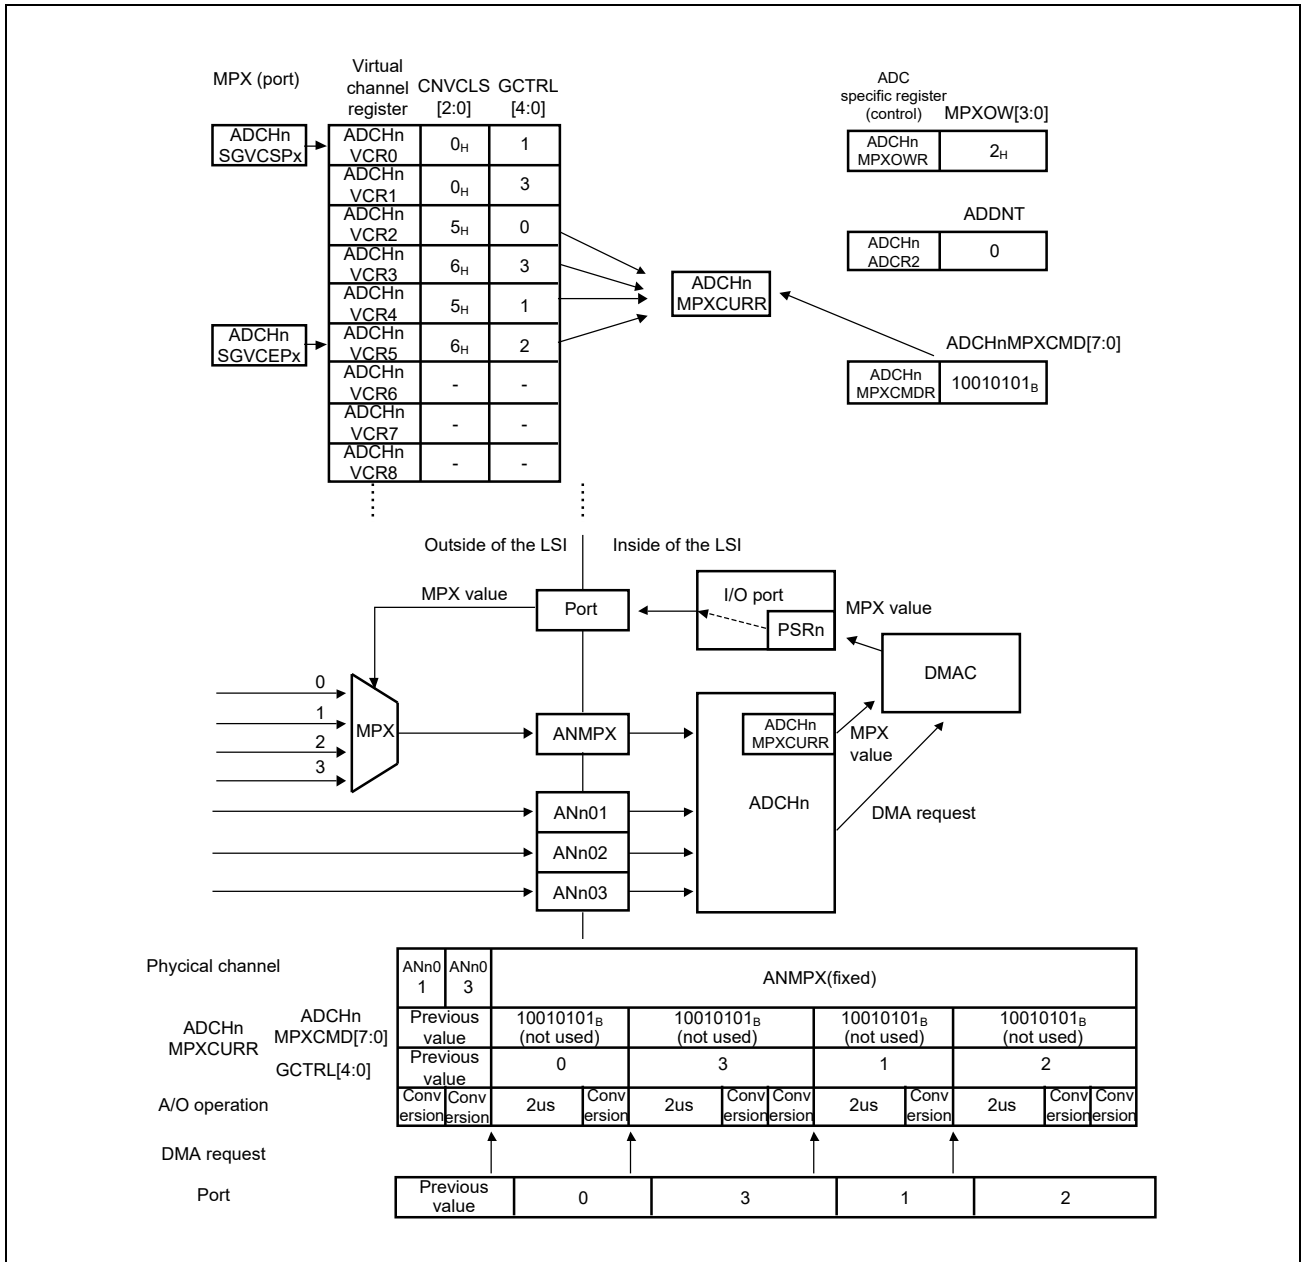 MPX (port)
Virtual
channel
register
CNVCLS
[2:0]
GCTRL
[4:0]
ADC
specific register
(control)
MPXOW[3:0]
ADCHn
SGVCSPx
ADCHn
VCR0
0H
1
ADCHn
MPXOWR
2H
ADCHn
VCR1
0H
3
ADCHn
VCR2
5H
0
ADDNT
ADCHn
ADCR2
0
ADCHn
VCR3
6H
3
ADCHn
MPXCURR
ADCHn
VCR4
5H
1
ADCHn
SGVCEPx
ADCHn
VCR5
6H
2
ADCHnMPXCMD[7:0]
ADCHn
MPXCMDR
10010101B
ADCHn
VCR6
-
-
ADCHn
VCR7
-
-
ADCHn
VCR8
-
-
Outside of the LSI
Inside of the LSI
MPX value
Port
I/O port
PSRn
MPX value
DMAC
0
1
2
3
MPX
ANMPX
ADCHn
MPXCURR
MPX
value
ADCHn
DMA request
ANn01
ANn02
ANn03
Phycical channel
ANn0
1
ANn0
3
ANMPX(fixed)
ADCHn
MPXCURR
ADCHn
MPXCMD[7:0]
Previous
value
10010101B
(not used)
10010101B
(not used)
10010101B
(not used)
10010101B
(not used)
GCTRL[4:0]
Previous
value
0
3
1
2
A/O operation
Conv
ersion
Conv
ersion
2us
Conv
ersion
2us
Conv
ersion
Conv
ersion
2us
Conv
ersion
2us
Conv
ersion
Conv
ersion
DMA request
Port
Previous
value
0
3
1
2